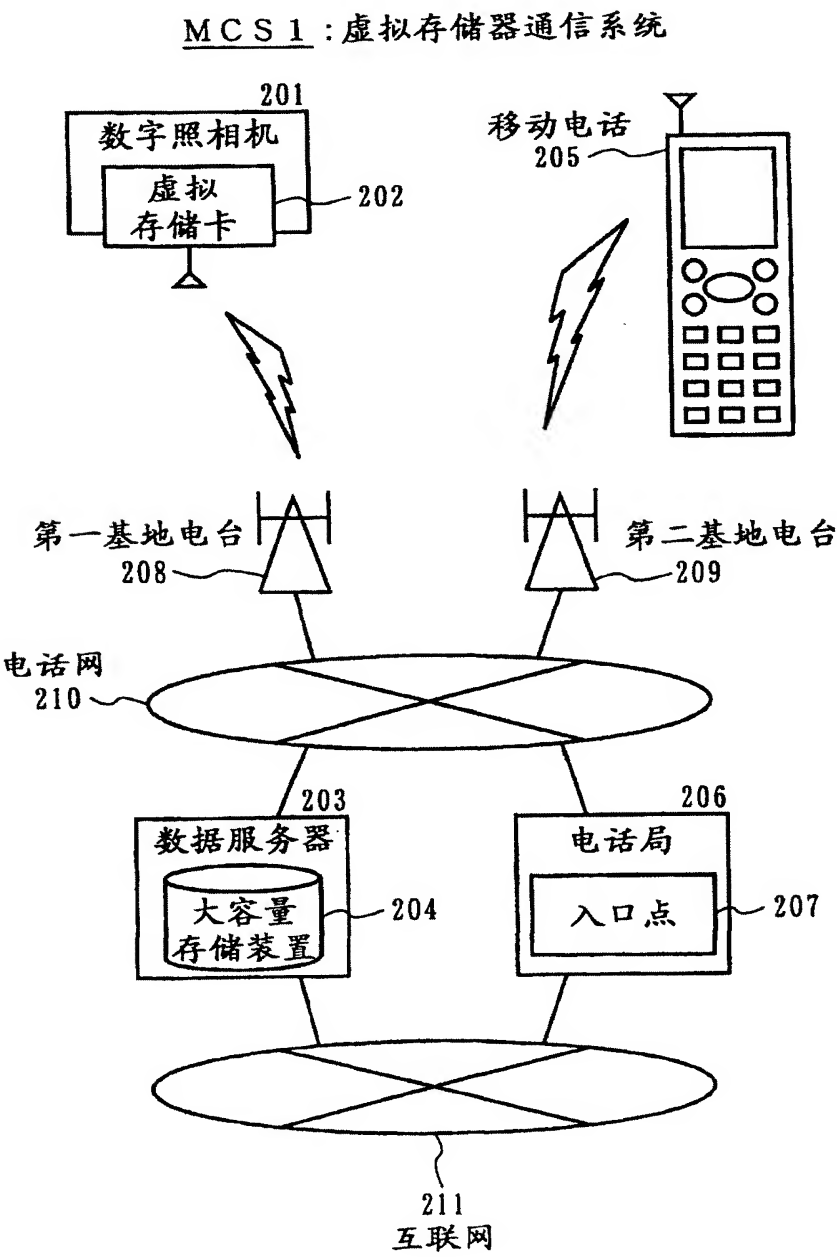 MCS1:虚拟存储器通信系统
201
数字照相机
虚拟
存储卡
202
移动电话
205
第一基地电台
208
第二基地电台
209
电话网
210
203
数据服务器
大容量
存储装置
204
206
电话局
入口点
207
211
互联网